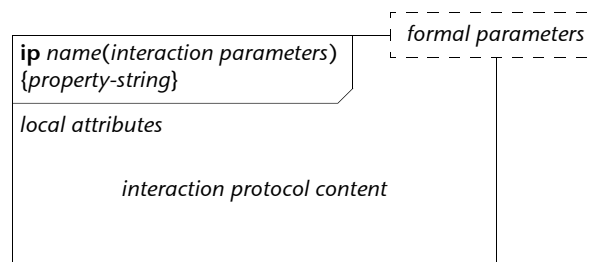 formal parameters
ip name(interaction parameters)
{property-string}
local attributes
interaction protocol content